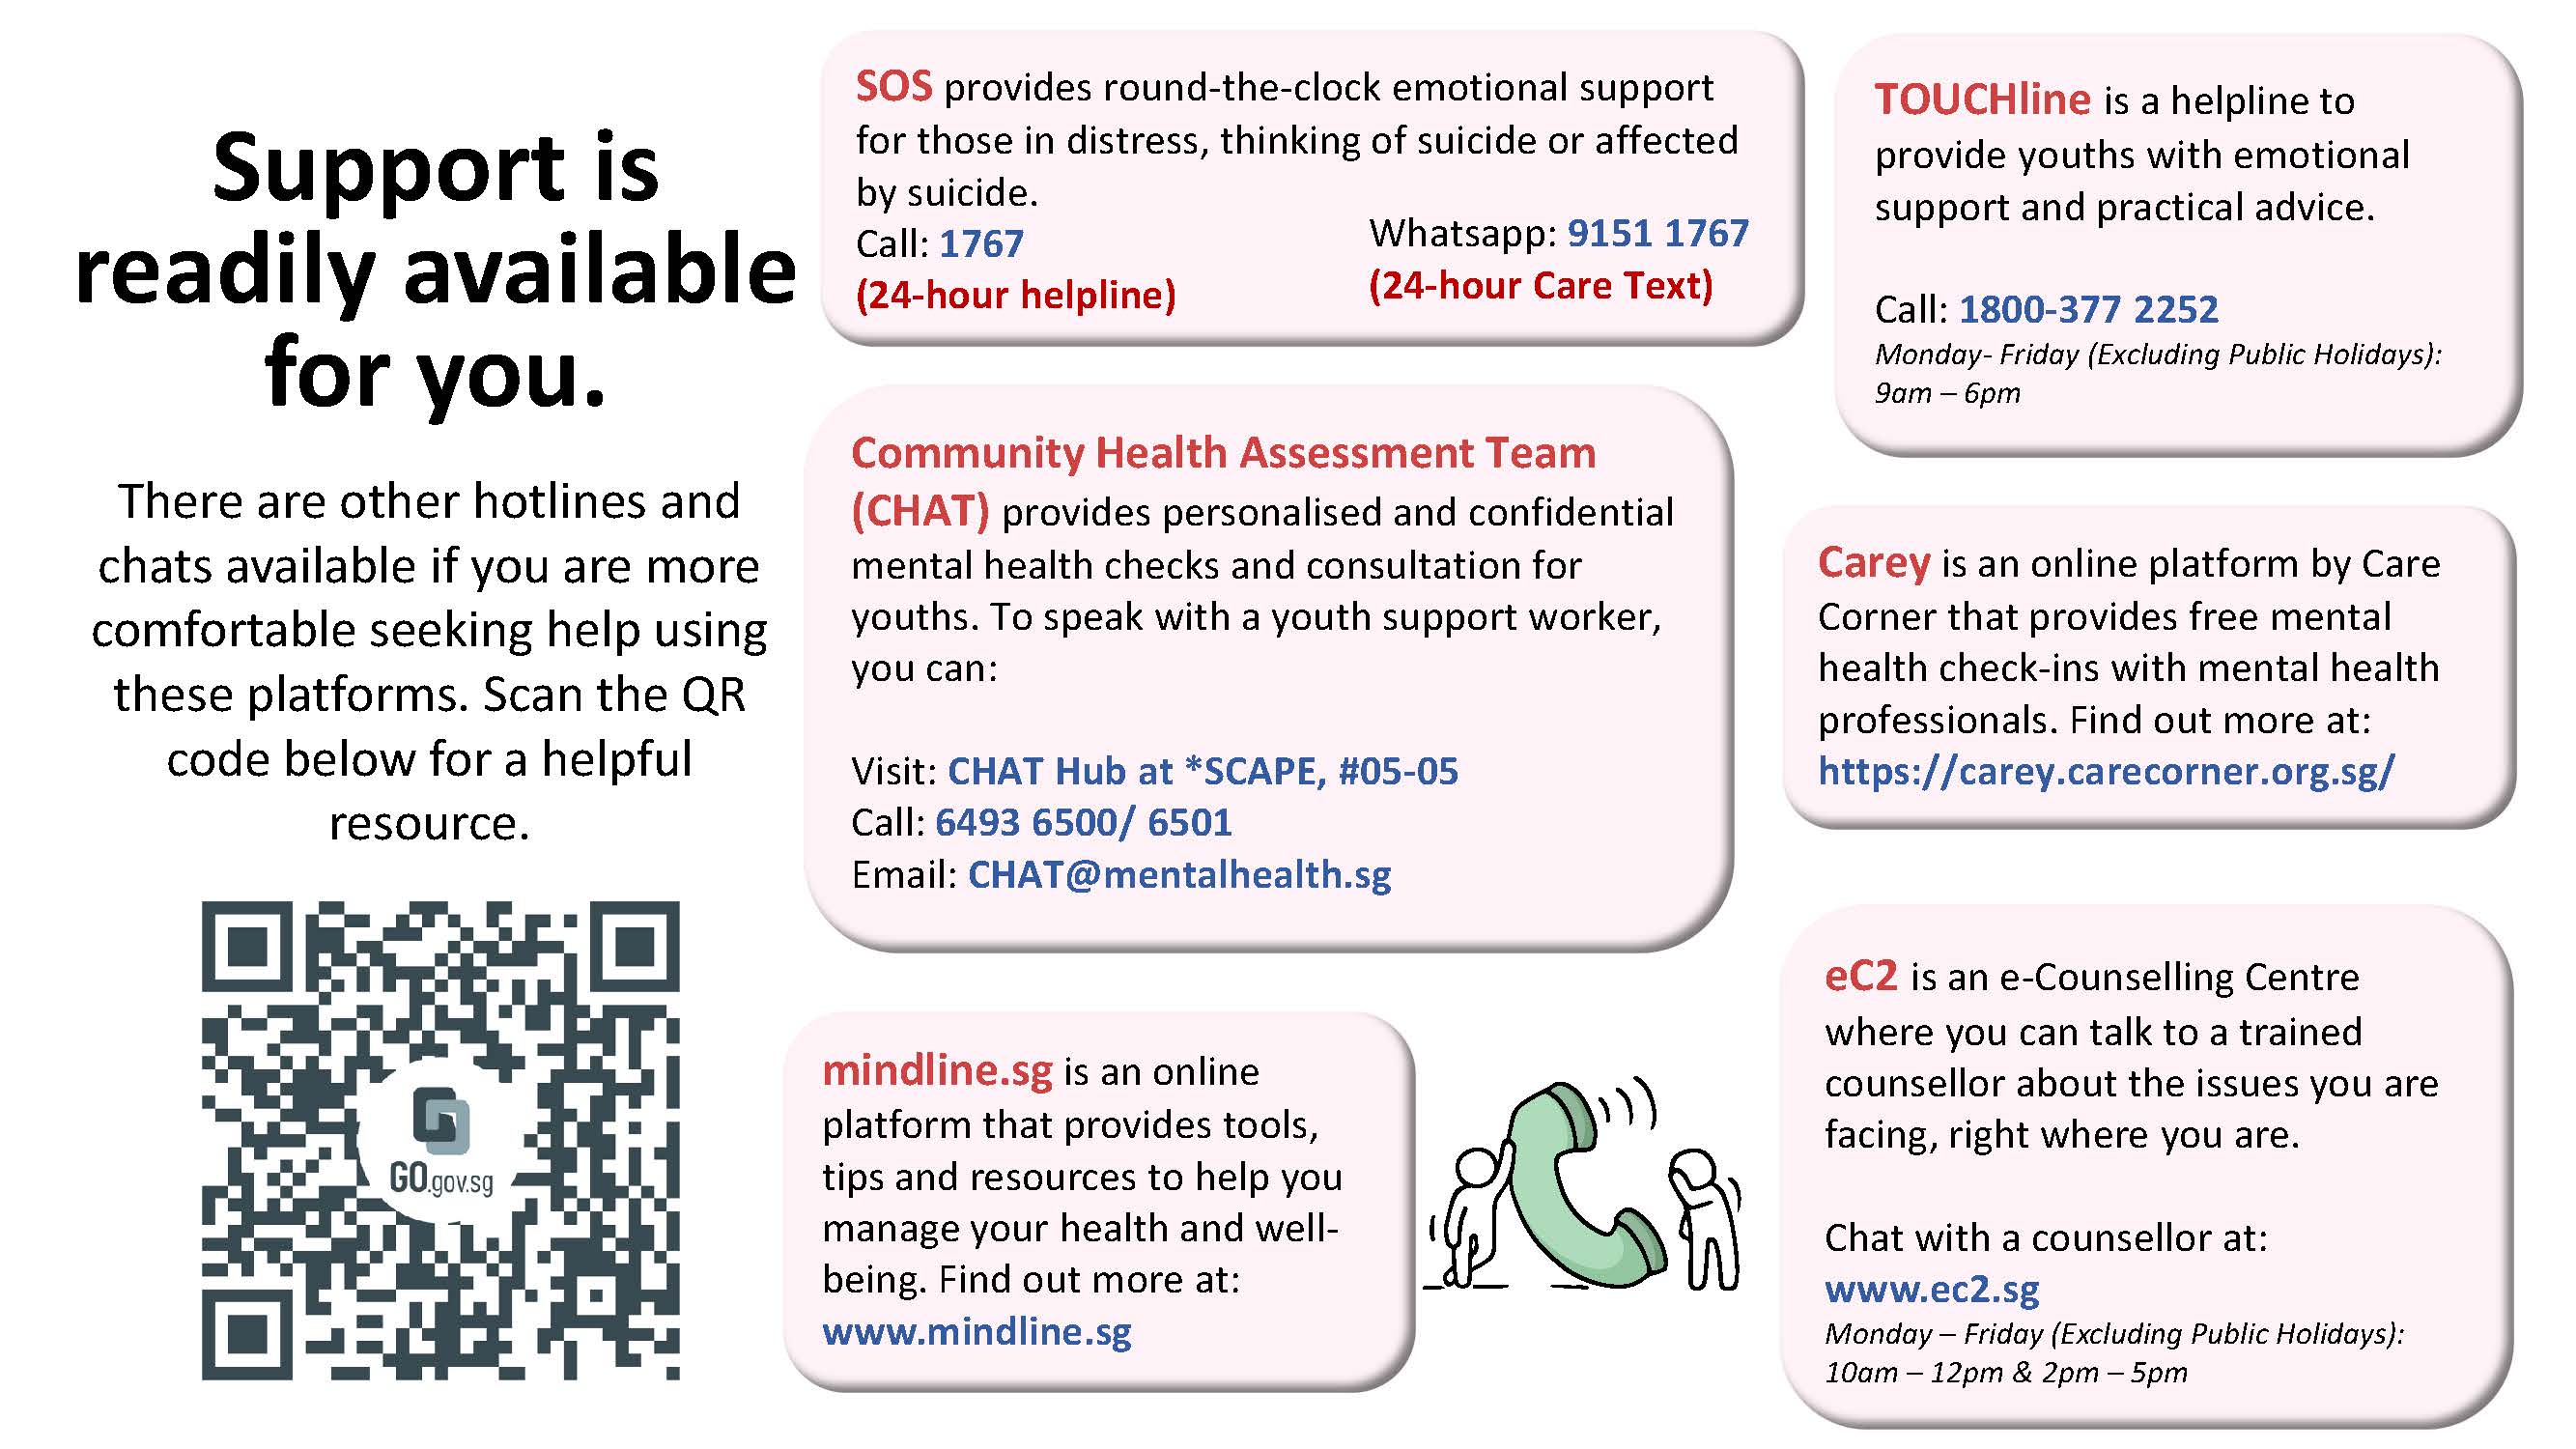 Support is
readily available
for you.
There are other hotlines and
chats available if you are more
comfortable seeking help using
these platforms. Scan the QR
code below for a helpful
resource.
GO.gov.sg
SOS provides round-the-clock emotional support
for those in distress, thinking of suicide or affected
by suicide.
Call: 1767
(24-hour helpline)
Whatsapp: 9151 1767
(24-hour Care Text)
Community Health Assessment Team
(CHAT) provides personalised and confidential
mental health checks and consultation for
youths. To speak with a youth support worker,
you can:
Visit: CHAT Hub at *SCAPE, #05-05
Call: 6493 6500/ 6501
Email: CHAT@mentalhealth.sg
mindline.sg is an online
platform that provides tools,
tips and resources to help you
manage your health and well-
being. Find out more at:
www.mindline.sg
TOUCHline is a helpline to
provide youths with emotional
support and practical advice.
Call: 1800-377 2252
Monday- Friday (Excluding Public Holidays):
9am – 6pm
Carey is an online platform by Care
Corner that provides free mental
health check-ins with mental health
professionals. Find out more at:
https://carey.carecorner.org.sg/
eC2 is an e-Counselling Centre
where you can talk to a trained
counsellor about the issues you are
facing, right where you are.
Chat with a counsellor at:
www.ec2.sg
Monday – Friday (Excluding Public Holidays):
10am – 12pm & 2pm – 5pm